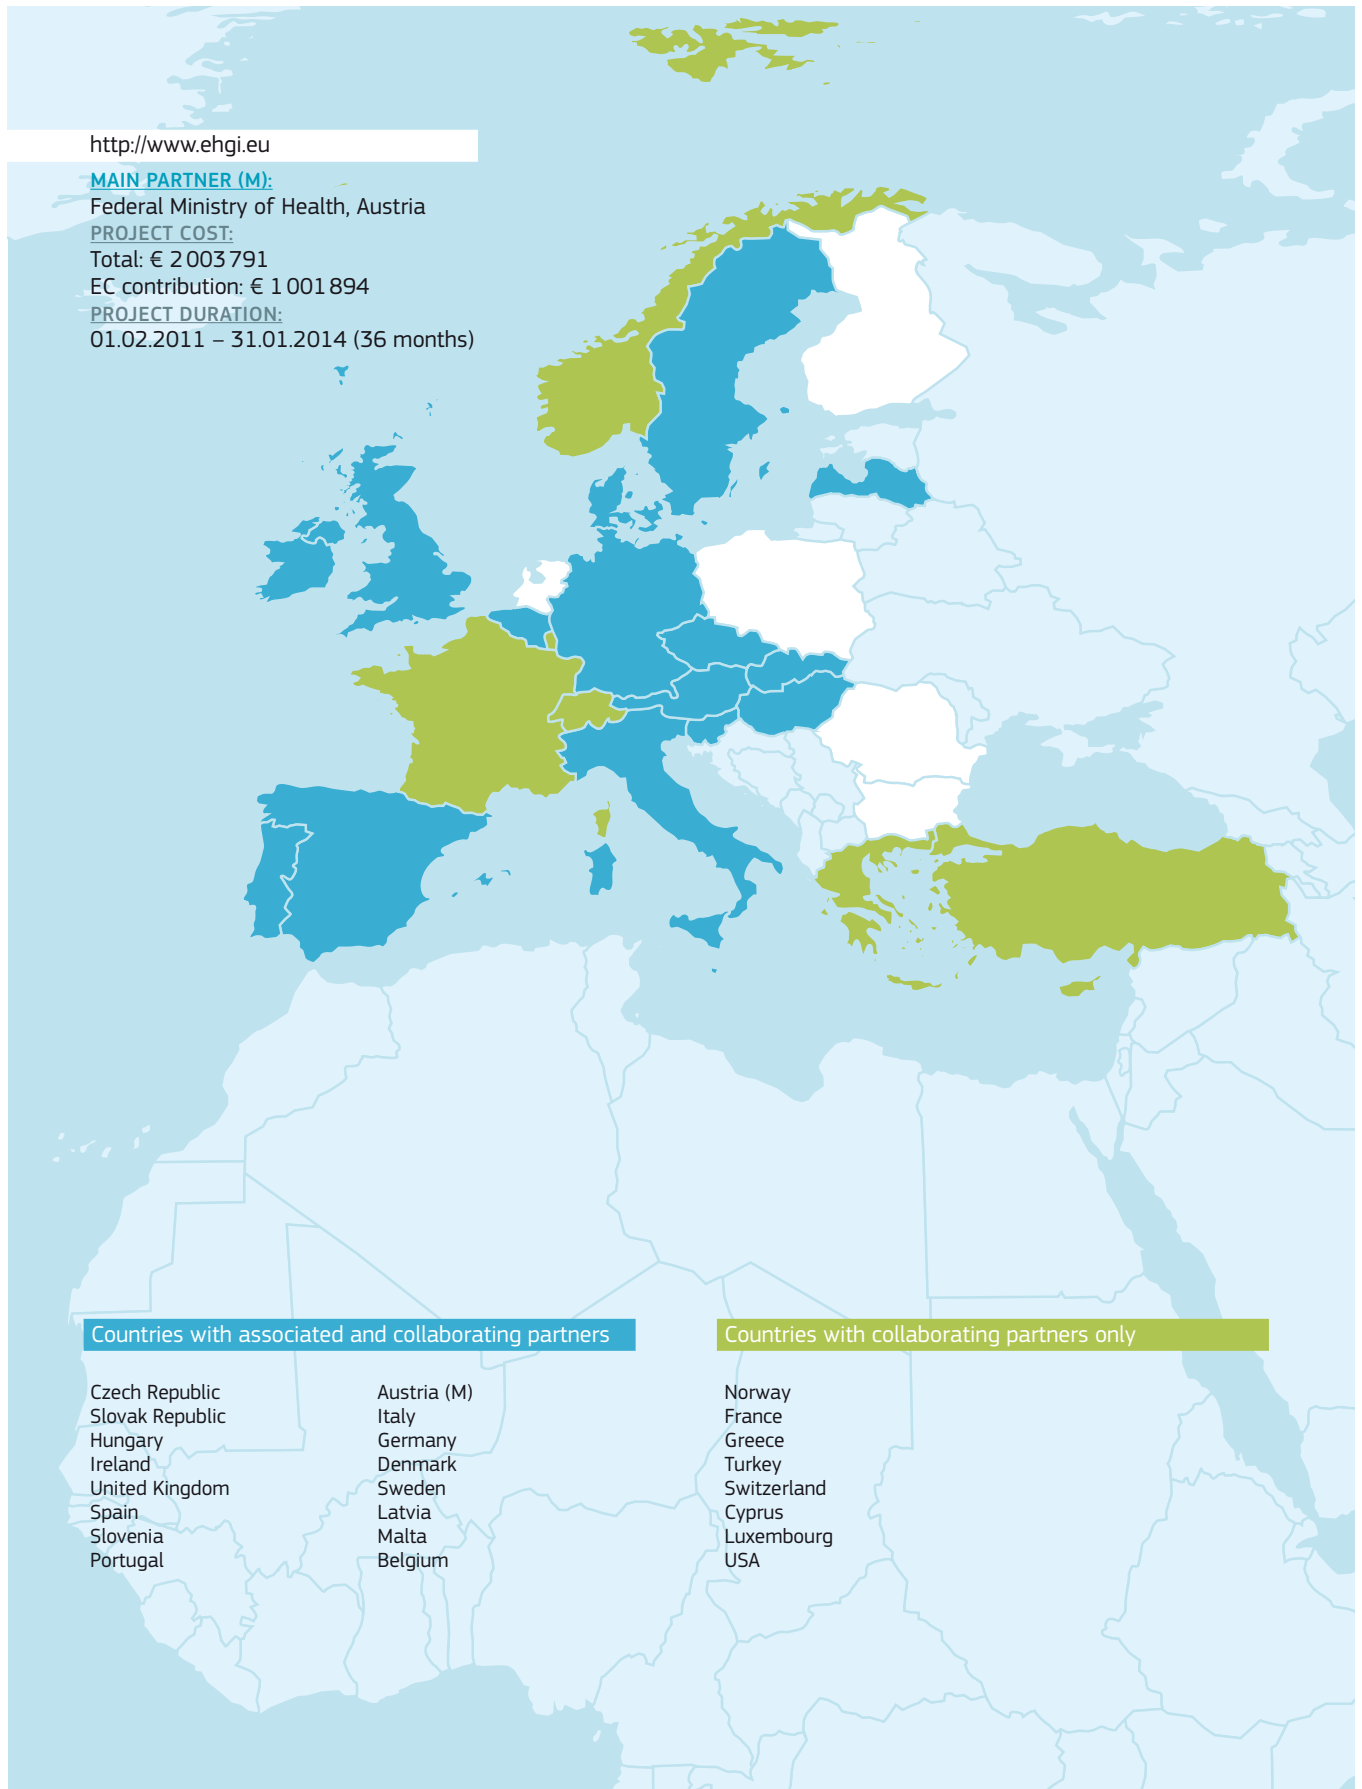 http://www.ehgi.eu
MAIN PARTNER (M):
Federal Ministry of Health, Austria
PROJECT COST:
Total: € 2 003 791
EC contribution: € 1 001 894
PROJECT DURATION:
01.02.2011 – 31.01.2014 (36 months)
Countries with associated and collaborating partners
Czech Republic
Slovak Republic
Hungary
Ireland
United Kingdom
Spain
Slovenia
Portugal
Austria (M)
Italy
Germany
Denmark
Sweden
Latvia
Malta
Belgium
Countries with collaborating partners only
Norway
France
Greece
Turkey
Switzerland
Cyprus
Luxembourg
USA